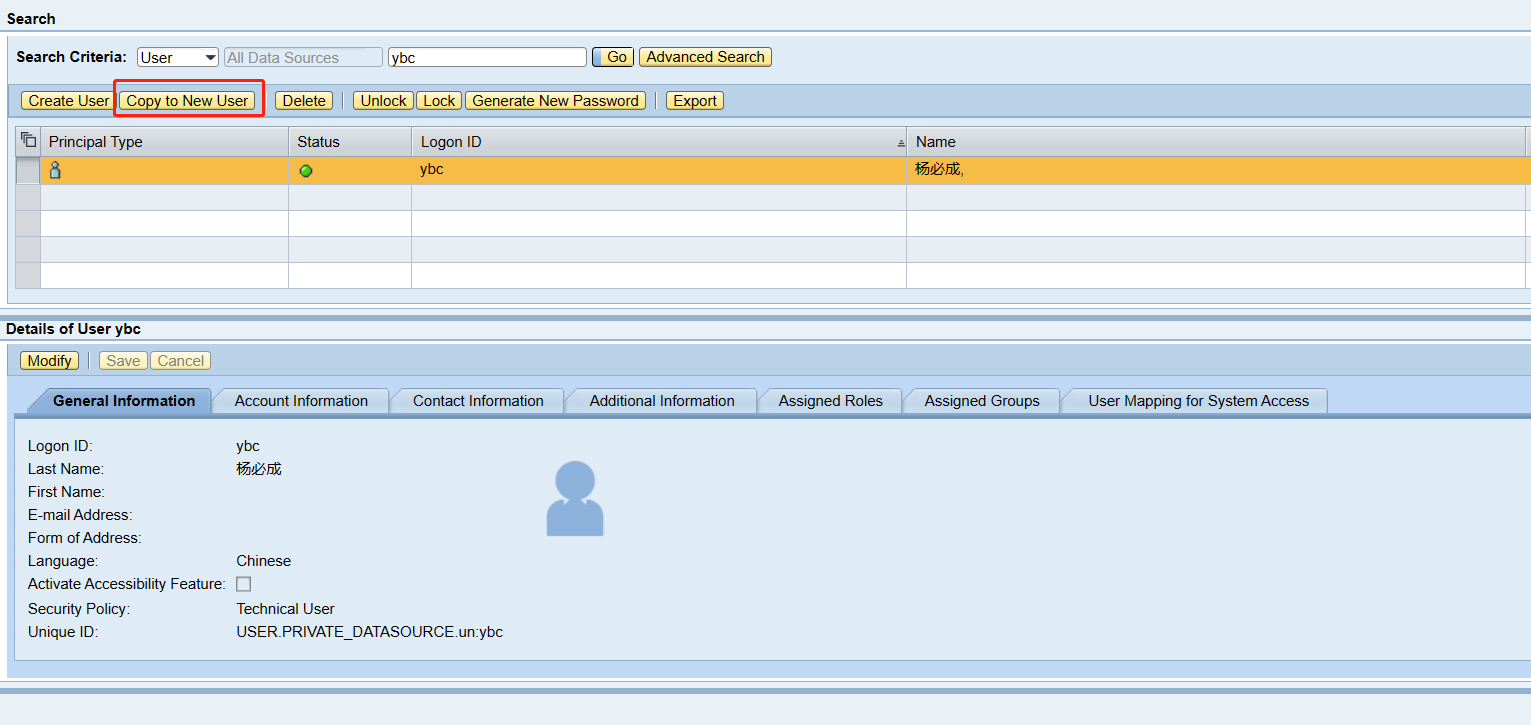 Search
Search Criteria: User All Data Sources ybc Go Advanced Search
Create User Copy to New User Delete Unlock Lock Generate New Password Export
Principal Type Status Logon ID Name
ybc 杨必成,
Details of User ybc
Modify Save Cancel
General Information Account Information Contact Information Additional Information Assigned Roles Assigned Groups User Mapping for System Access
Logon ID: ybc
Last Name: 杨必成
First Name:
E-mail Address:
Form of Address:
Language: Chinese
Activate Accessibility Feature:
Security Policy: Technical User
Unique ID: USER.PRIVATE_DATASOURCE.un:ybc